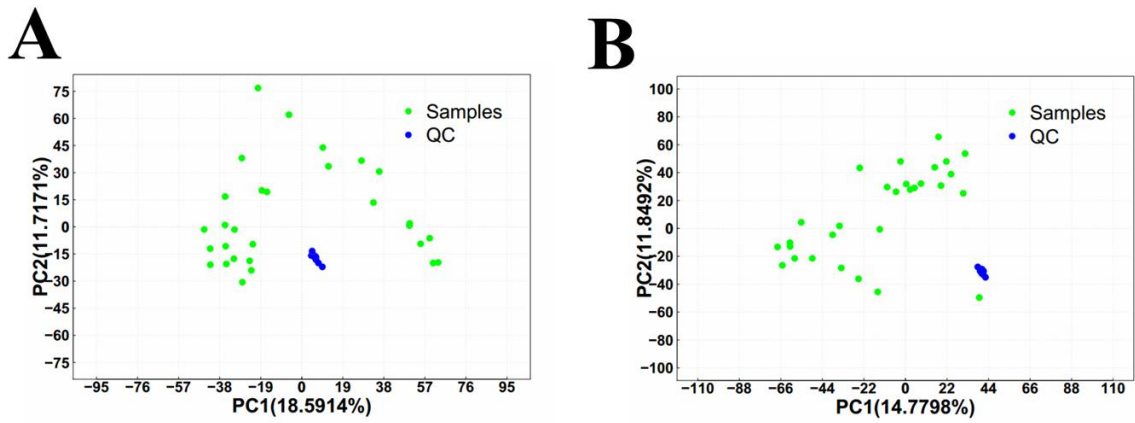 A
75
60
45
30
15
0
−15
−30
−45
−60
−75
PC2(11.7171%)
Samples
QC
−95 −76 −57 −38 −19 0 19 38 57 76 95
PC1(18.5914%)
B
100
80
60
40
20
0
−20
−40
−60
−80
−100
PC2(11.8492%)
Samples
QC
−110 −88 −66 −44 −22 0 22 44 66 88 110
PC1(14.7798%)